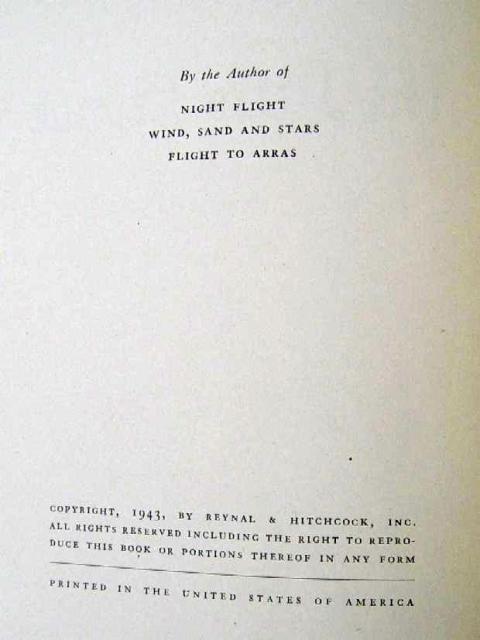 By the Author of
NIGHT FLIGHT
WIND, SAND AND STARS
FLIGHT TO ARRAS
COPYRIGHT, 1943, BY REYNAL & HITCHCOCK, INC.
ALL RIGHTS RESERVED INCLUDING THE RIGHT TO REPRO-
DUCE THIS BOOK OR PORTIONS THEREOF IN ANY FORM
PRINTED IN THE UNITED STATES OF AMERICA